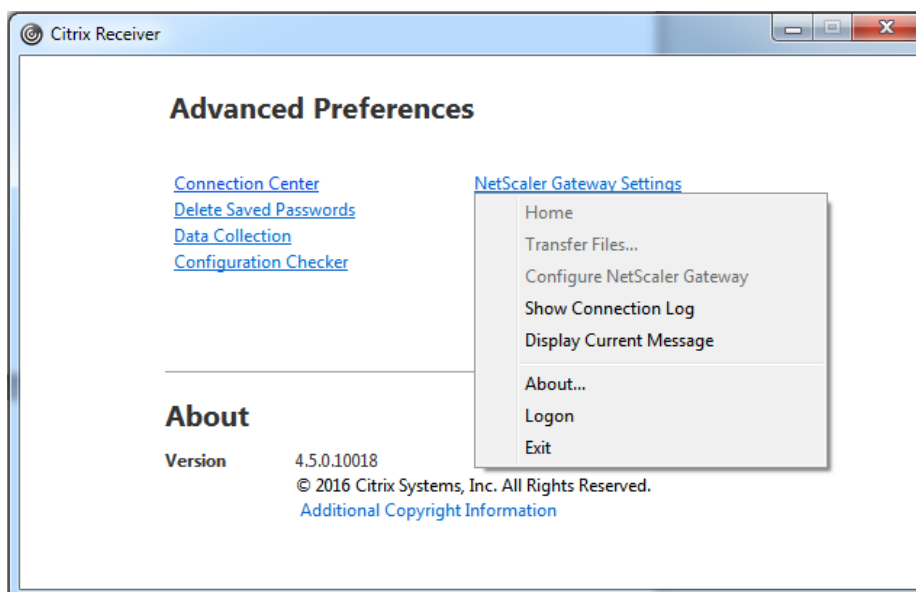 Citrix Receiver
Advanced Preferences
Connection Center
Delete Saved Passwords
Data Collection
Configuration Checker
NetScaler Gateway Settings
Home
Transfer Files...
Configure NetScaler Gateway
Show Connection Log
Display Current Message
About...
Logon
Exit
About
Version 4.5.0.10018
© 2016 Citrix Systems, Inc. All Rights Reserved.
Additional Copyright Information